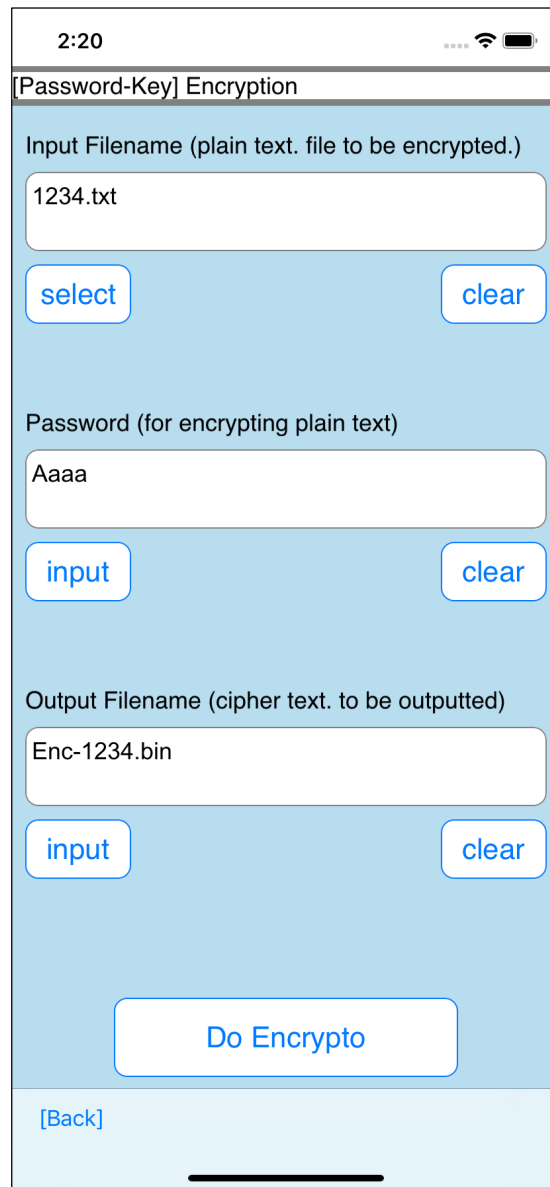 2:20
[Password-Key] Encryption
Input Filename (plain text. file to be encrypted.)
1234.txt
select clear
Password (for encrypting plain text)
Aaaa
input clear
Output Filename (cipher text. to be outputted)
Enc-1234.bin
input clear
Do Encrypto
[Back]